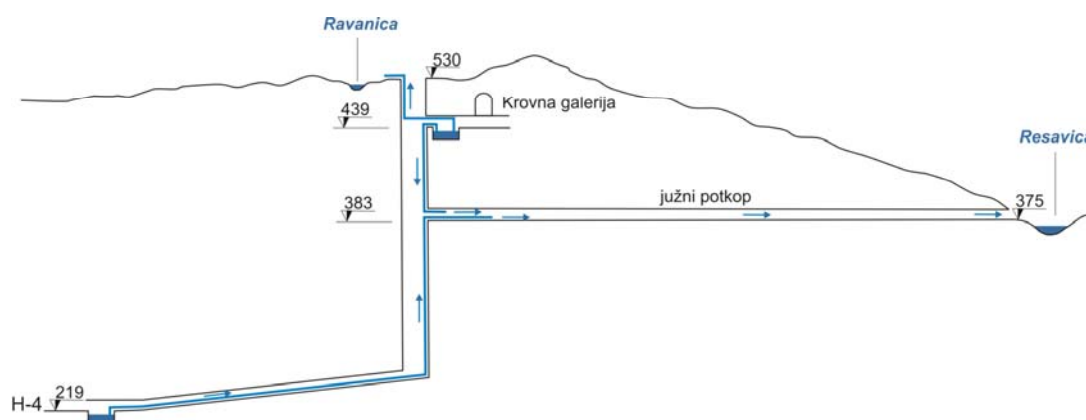 Ravanica
530
Krovna galerija
439
Resavica
južni potkop
383
375
219
H-4